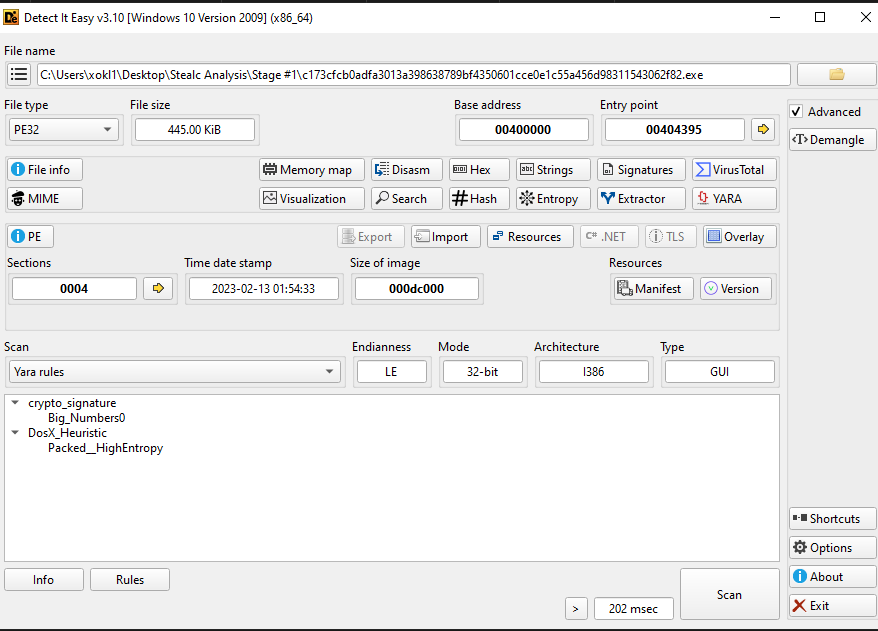 Detect It Easy v3.10 [Windows 10 Version 2009] (x86_64)
File name
C:\Users\xokl1\Desktop\Stealc Analysis\Stage #1\c173cfcb0adfa3013a398638789bf4350601cce0e1c55a456d98311543062f82.exe
File type File size Base address Entry point
PE32 445.00 KiB 00400000 00404395
Advanced
Demangle
File info Memory map Disasm Hex Strings Signatures VirusTotal
MIME Visualization Search Hash Entropy Extractor YARA
PE Export Import Resources .NET TLS Overlay
Sections Time date stamp Size of image Resources
0004 2023-02-13 01:54:33 000dc000 Manifest Version
Scan Endianness Mode Architecture Type
Yara rules LE 32-bit I386 GUI
crypto_signature
Big_Numbers0
DosX_Heuristic
Packed__HighEntropy
Shortcuts
Options
About
Exit
Info Rules Scan
> 202 msec